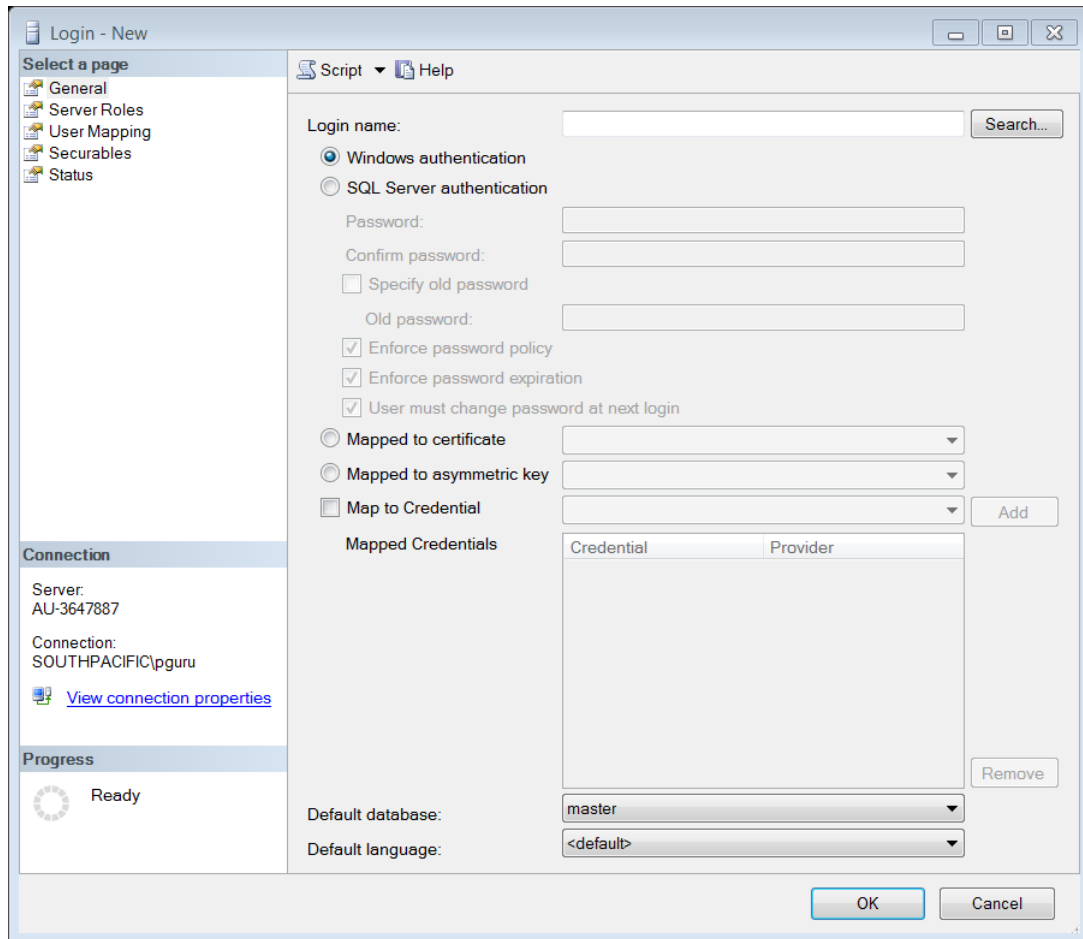 Login - New
Select a page
General
Server Roles
User Mapping
Securables
Status
Connection
Server:
AU-3647887
Connection:
SOUTHPACIFIC\pguru
View connection properties
Progress
Ready
Script Help
Login name: Search...
Windows authentication
SQL Server authentication
Password:
Confirm password:
Specify old password
Old password:
Enforce password policy
Enforce password expiration
User must change password at next login
Mapped to certificate
Mapped to asymmetric key
Map to Credential Add
Mapped Credentials Credential Provider
Remove
Default database: master
Default language: <default>
OK Cancel